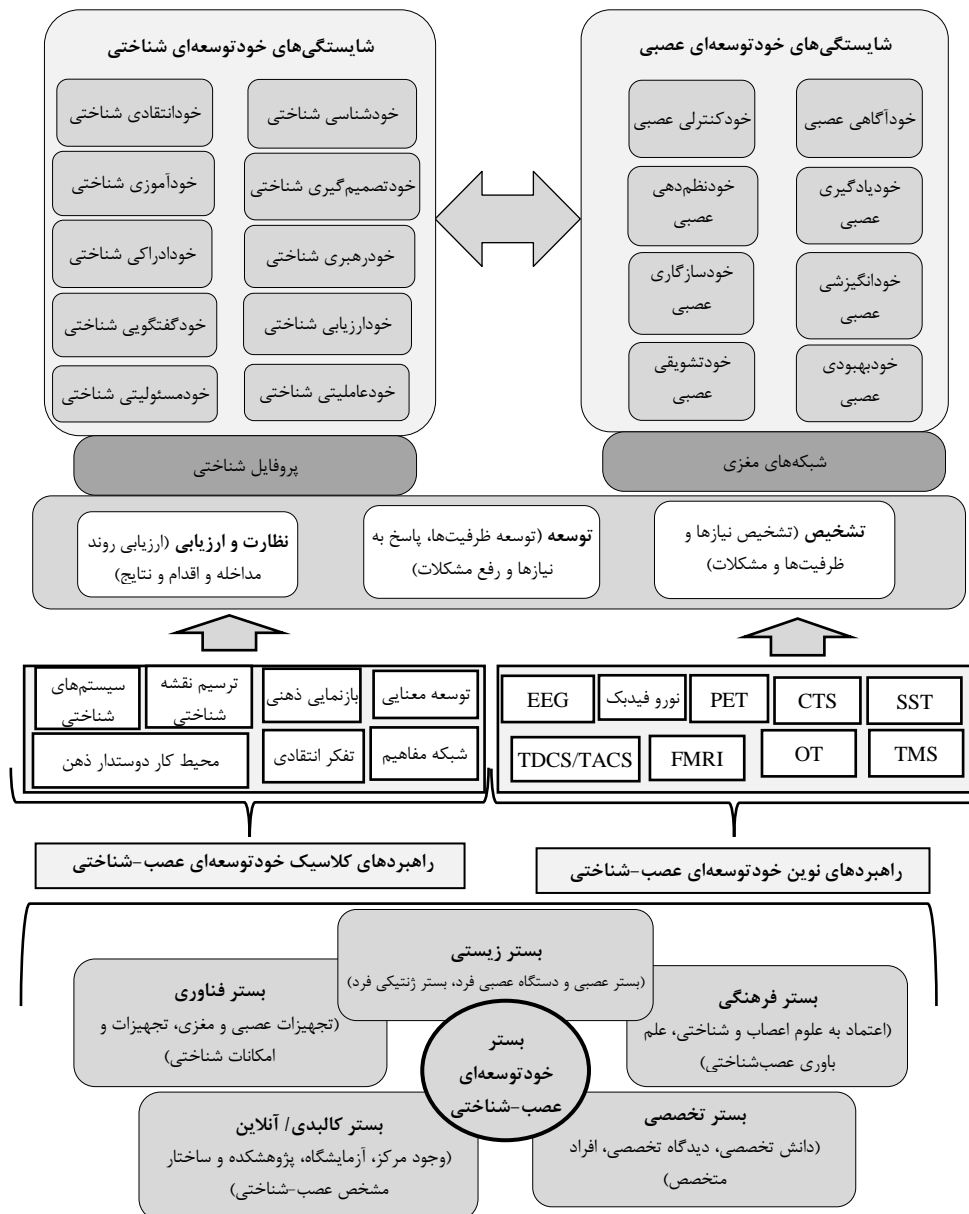 شایستگی‌های خودتوسعه‌ای عصبی
خودآگاهی عصبی
خودکنترلی عصبی
خودیادگیری
عصبی
خودنظم‌دهی
عصبی
خودانگیزشی
عصبی
خودسازگاری
عصبی
خودبهبودی
عصبی
خودتشویقی
عصبی
شبکه‌های مغزی
شایستگی‌های خودتوسعه‌ای شناختی
خودشناسی شناختی
خودانتقادی شناختی
خودتصمیم‌گیری شناختی
خودآموزی شناختی
خودرهبری شناختی
خودادراکی شناختی
خودارزیابی شناختی
خودگفتگویی شناختی
خودعاملیتی شناختی
خودمسئولیتی شناختی
پروفایل شناختی
تشخیص (تشخیص نیازها و
ظرفیت‌ها و مشکلات)
توسعه (توسعه ظرفیت‌ها، پاسخ به
نیازها و رفع مشکلات)
نظارت و ارزیابی (ارزیابی روند
مداخله و اقدام و نتایج)
SST
CTS
PET
نورو فیدبک
EEG
TMS
OT
FMRI
TDCS/TACS
راهبردهای نوین خودتوسعه‌ای عصب-شناختی
توسعه معنایی
بازنمایی ذهنی
ترسیم نقشه
شناختی
سیستم‌های
شناختی
شبکه مفاهیم
تفکر انتقادی
محیط کار دوستدار ذهن
راهبردهای کلاسیک خودتوسعه‌ای عصب-شناختی
بستر زیستی
(بستر عصبی و دستگاه عصبی فرد، بستر ژنتیکی فرد)
بستر فرهنگی
(اعتماد به علوم اعصاب و شناختی، علم
باوری عصب‌شناختی)
بستر فناوری
(تجهیزات عصبی و مغزی، تجهیزات و
امکانات شناختی)
بستر
خودتوسعه‌ای
عصب-شناختی
بستر تخصصی
(دانش تخصصی، دیدگاه تخصصی، افراد
متخصص)
بستر کالبدی/ آنلاین
(وجود مرکز، آزمایشگاه، پژوهشکده و ساختار
مشخص عصب-شناختی)